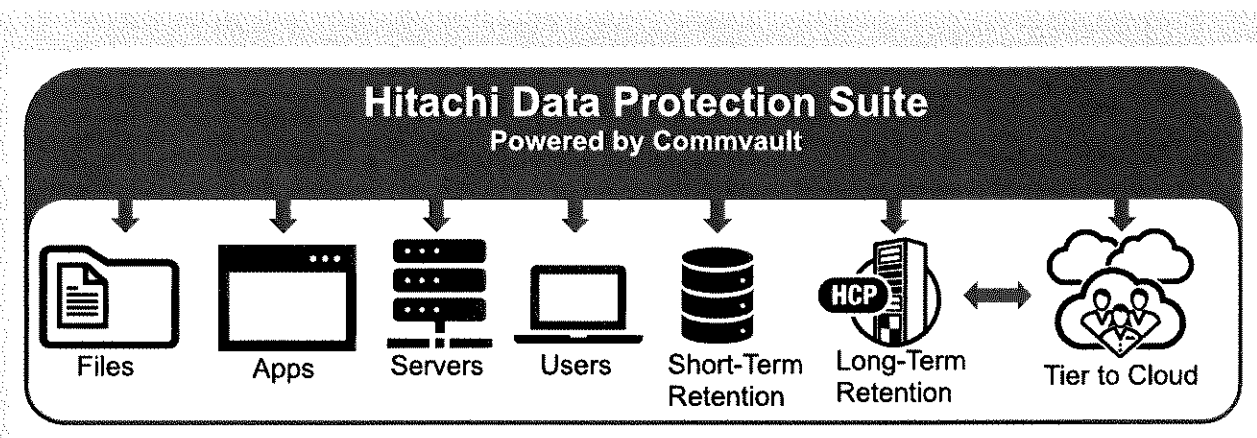 Hitachi Data Protection Suite
Powered by Commvault
HCP
Files
Apps
Servers
Users
Short-Term
Retention
Long-Term
Retention
Tier to Cloud